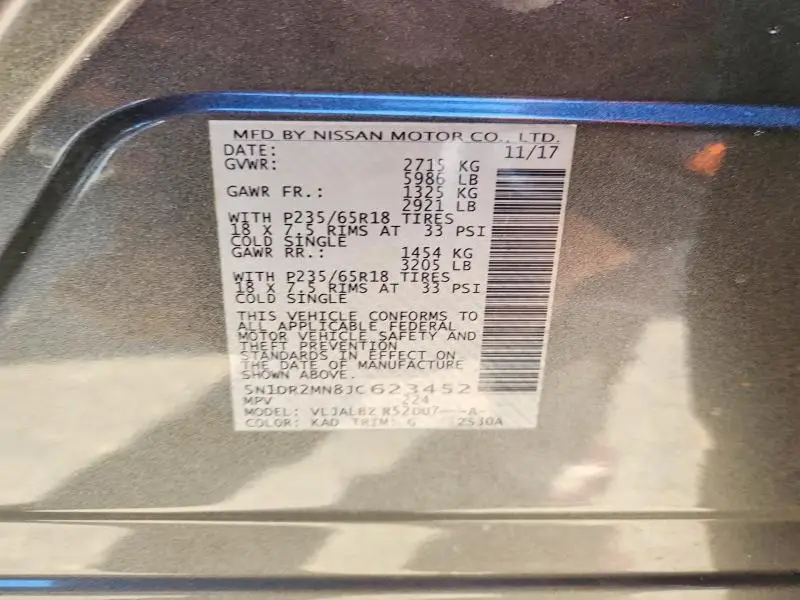 MFD BY NISSAN MOTOR CO., LTD.
DATE: 11/17
GVWR: 2715 KG
5986 LB
GAWR FR.: 1325 KG
2921 LB
WITH P235/65R18 TIRES
18 X 7.5 RIMS AT 33 PSI
COLD SINGLE
GAWR RR.: 1454 KG
3205 LB
WITH P235/65R18 TIRES
18 X 7.5 RIMS AT 33 PSI
COLD SINGLE
THIS VEHICLE CONFORMS TO
ALL APPLICABLE FEDERAL
MOTOR VEHICLE SAFETY AND
THEFT PREVENTION
STANDARDS IN EFFECT ON
THE DATE OF MANUFACTURE
SHOWN ABOVE.
5N1DR2MN8JC623452
MPV 224
MODEL: VLJALBZ R52DU7---A-
COLOR: KAD TRIM: G 2530A